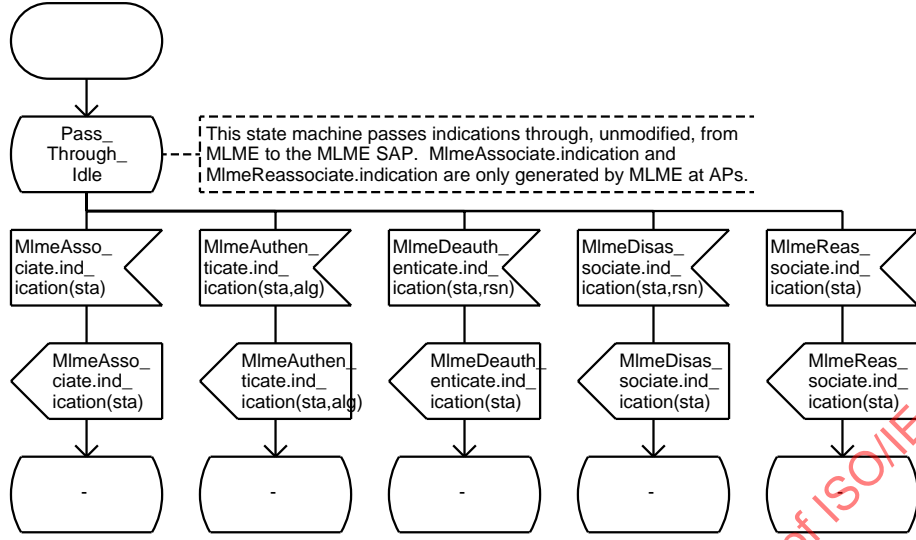 Pass_
Through_
Idle
This state machine passes indications through, unmodified, from
MLME to the MLME SAP.  MlmeAssociate.indication and
MlmeReassociate.indication are only generated by MLME at APs.
MlmeAsso_
ciate.ind_
ication(sta)
MlmeAuthen_
ticate.ind_
ication(sta,alg)
MlmeDeauth_
enticate.ind_
ication(sta,rsn)
MlmeDisas_
sociate.ind_
ication(sta,rsn)
MlmeReas_
sociate.ind_
ication(sta)
MlmeAsso_
ciate.ind_
ication(sta)
MlmeAuthen_
ticate.ind_
ication(sta,alg)
MlmeDeauth_
enticate.ind_
ication(sta)
MlmeDisas_
sociate.ind_
ication(sta)
MlmeReas_
sociate.ind_
ication(sta)
-
-
-
-
-
of ISO/IE